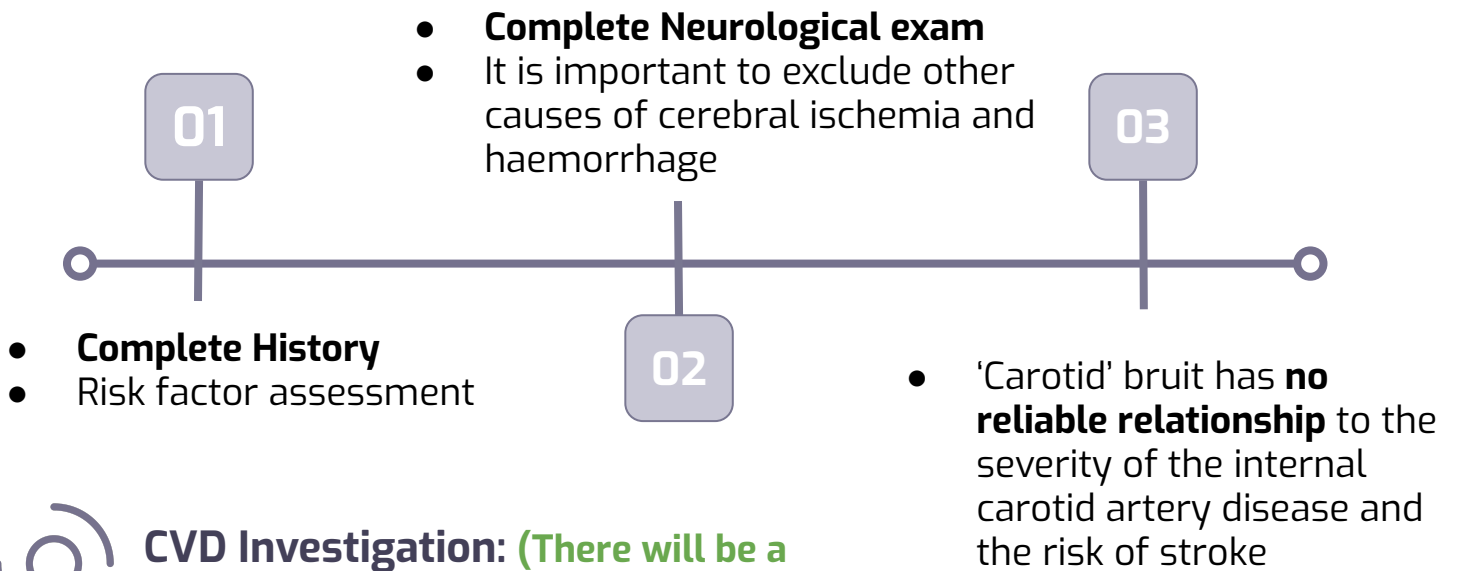 01
● Complete History
● Risk factor assessment
● Complete Neurological exam
● It is important to exclude other
causes of cerebral ischemia and
haemorrhage
02
03
● ‘Carotid’ bruit has no
reliable relationship to the
severity of the internal
carotid artery disease and
the risk of stroke
CVD Investigation: (There will be a